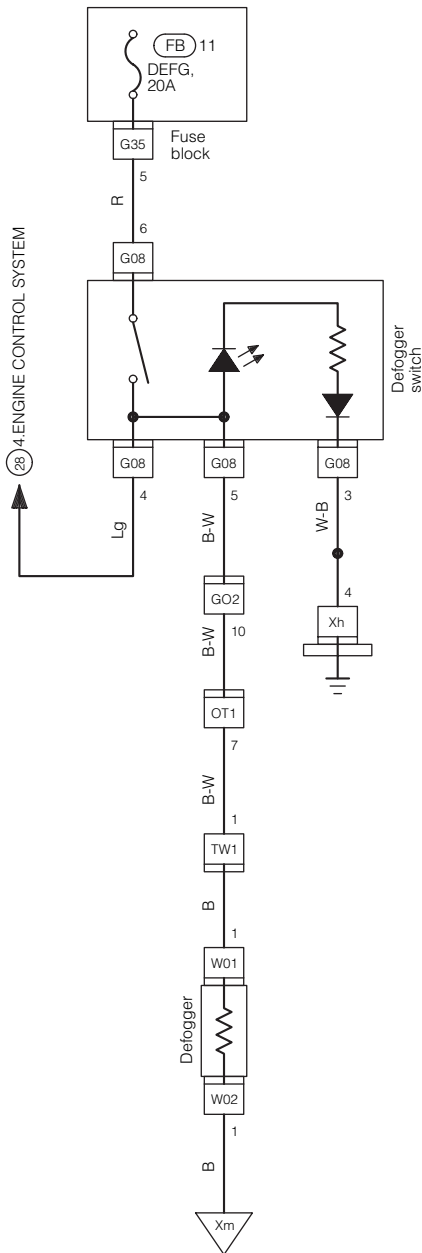 FB 11
DEFG,
20A
G35
Fuse
block
5
R
6
G08
28 4.ENGINE CONTROL SYSTEM
Defogger
switch
G08
G08
G08
4
5
3
Lg
B-W
W-B
GO2
4
Xh
10
B-W
OT1
7
B-W
1
TW1
B
1
W01
Defogger
W02
1
B
Xm